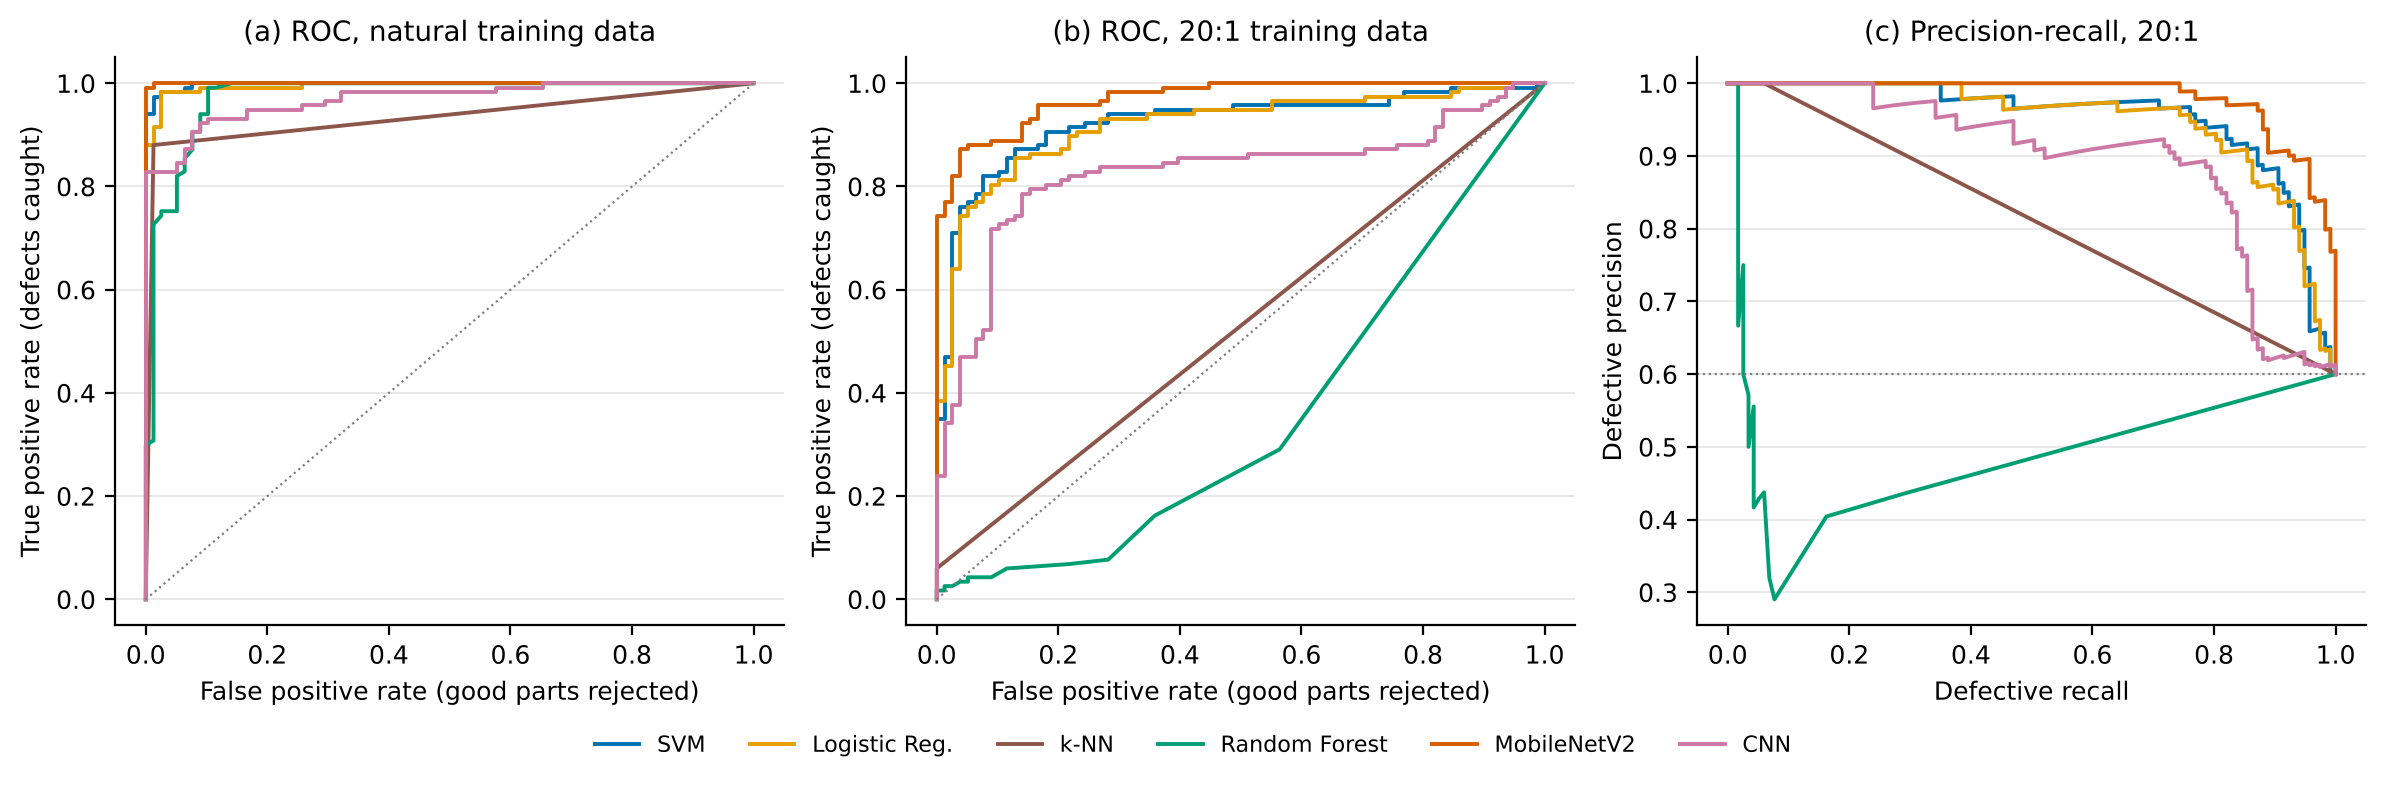 (a) ROC, natural training data
True positive rate (defects caught)
1.0
0.8
0.6
0.4
0.2
0.0
0.0 0.2 0.4 0.6 0.8 1.0
False positive rate (good parts rejected)
(b) ROC, 20:1 training data
True positive rate (defects caught)
1.0
0.8
0.6
0.4
0.2
0.0
0.0 0.2 0.4 0.6 0.8 1.0
False positive rate (good parts rejected)
(c) Precision-recall, 20:1
Defective precision
1.0
0.9
0.8
0.7
0.6
0.5
0.4
0.3
0.0 0.2 0.4 0.6 0.8 1.0
Defective recall
SVM Logistic Reg. k-NN Random Forest MobileNetV2 CNN